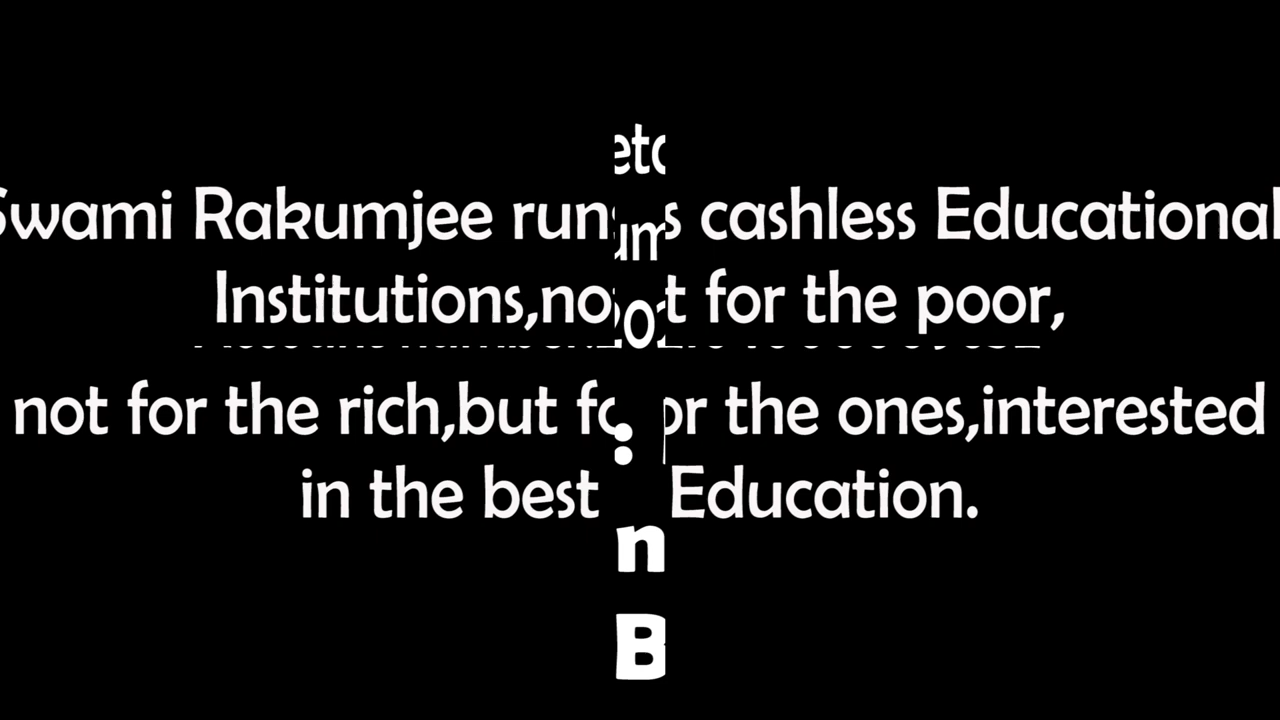 Swami Rakumjee runs cashless Educational
Institutions,not for the poor,
not for the rich,but for the ones,interested
in the best Education.